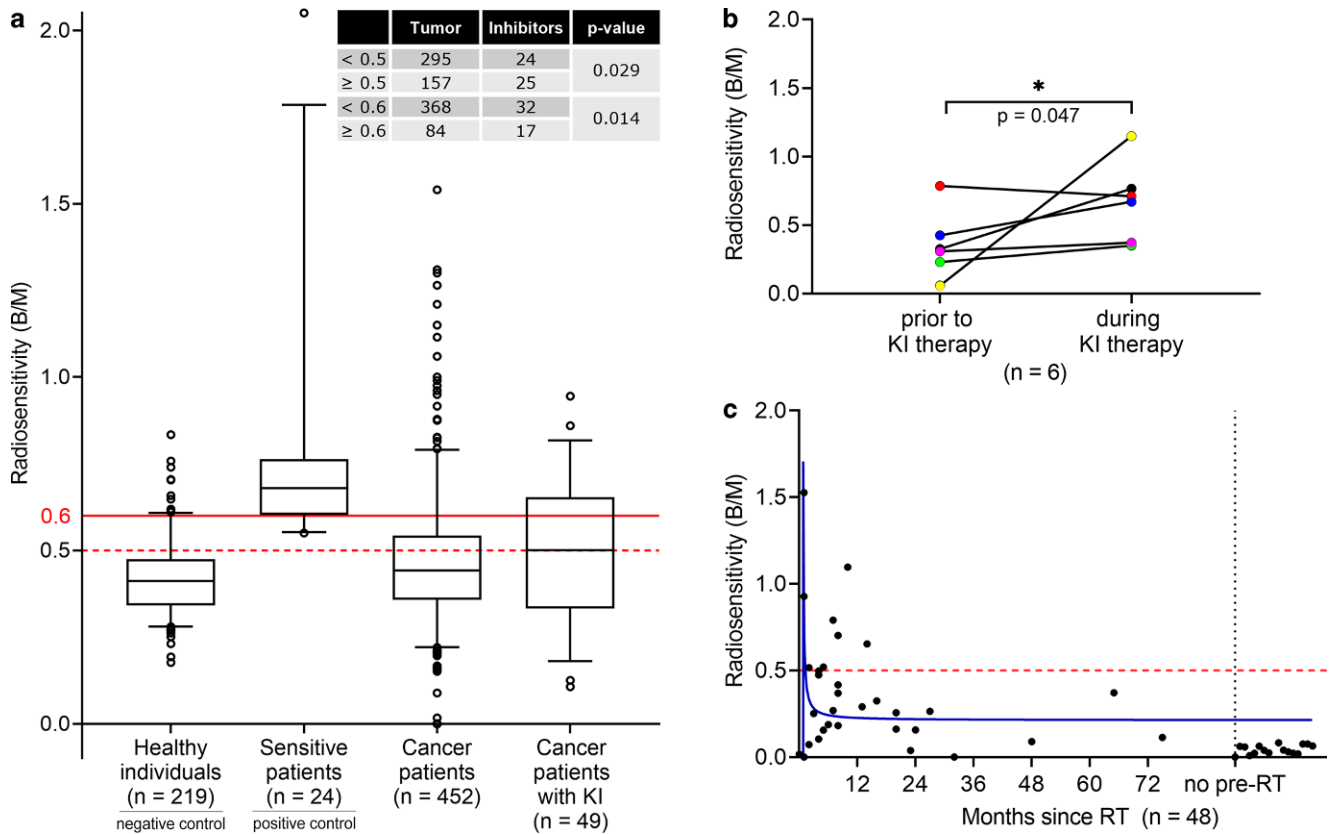 a
2.0
1.5
1.0
0.6
0.5
0.0
Radiosensitivity (B/M)
Tumor Inhibitors p-value
< 0.5 295 24 0.029
≥ 0.5 157 25
< 0.6 368 32 0.014
≥ 0.6 84 17
Healthy
individuals
(n = 219)
negative control
Sensitive
patients
(n = 24)
positive control
Cancer
patients
(n = 452)
Cancer
patients
with KI
(n = 49)
b
2.0
1.5
1.0
0.5
0.0
Radiosensitivity (B/M)
*
p = 0.047
prior to
KI therapy
during
KI therapy
(n = 6)
c
2.0
1.5
1.0
0.5
0.0
Radiosensitivity (B/M)
12 24 36 48 60 72 no pre-RT
Months since RT (n = 48)